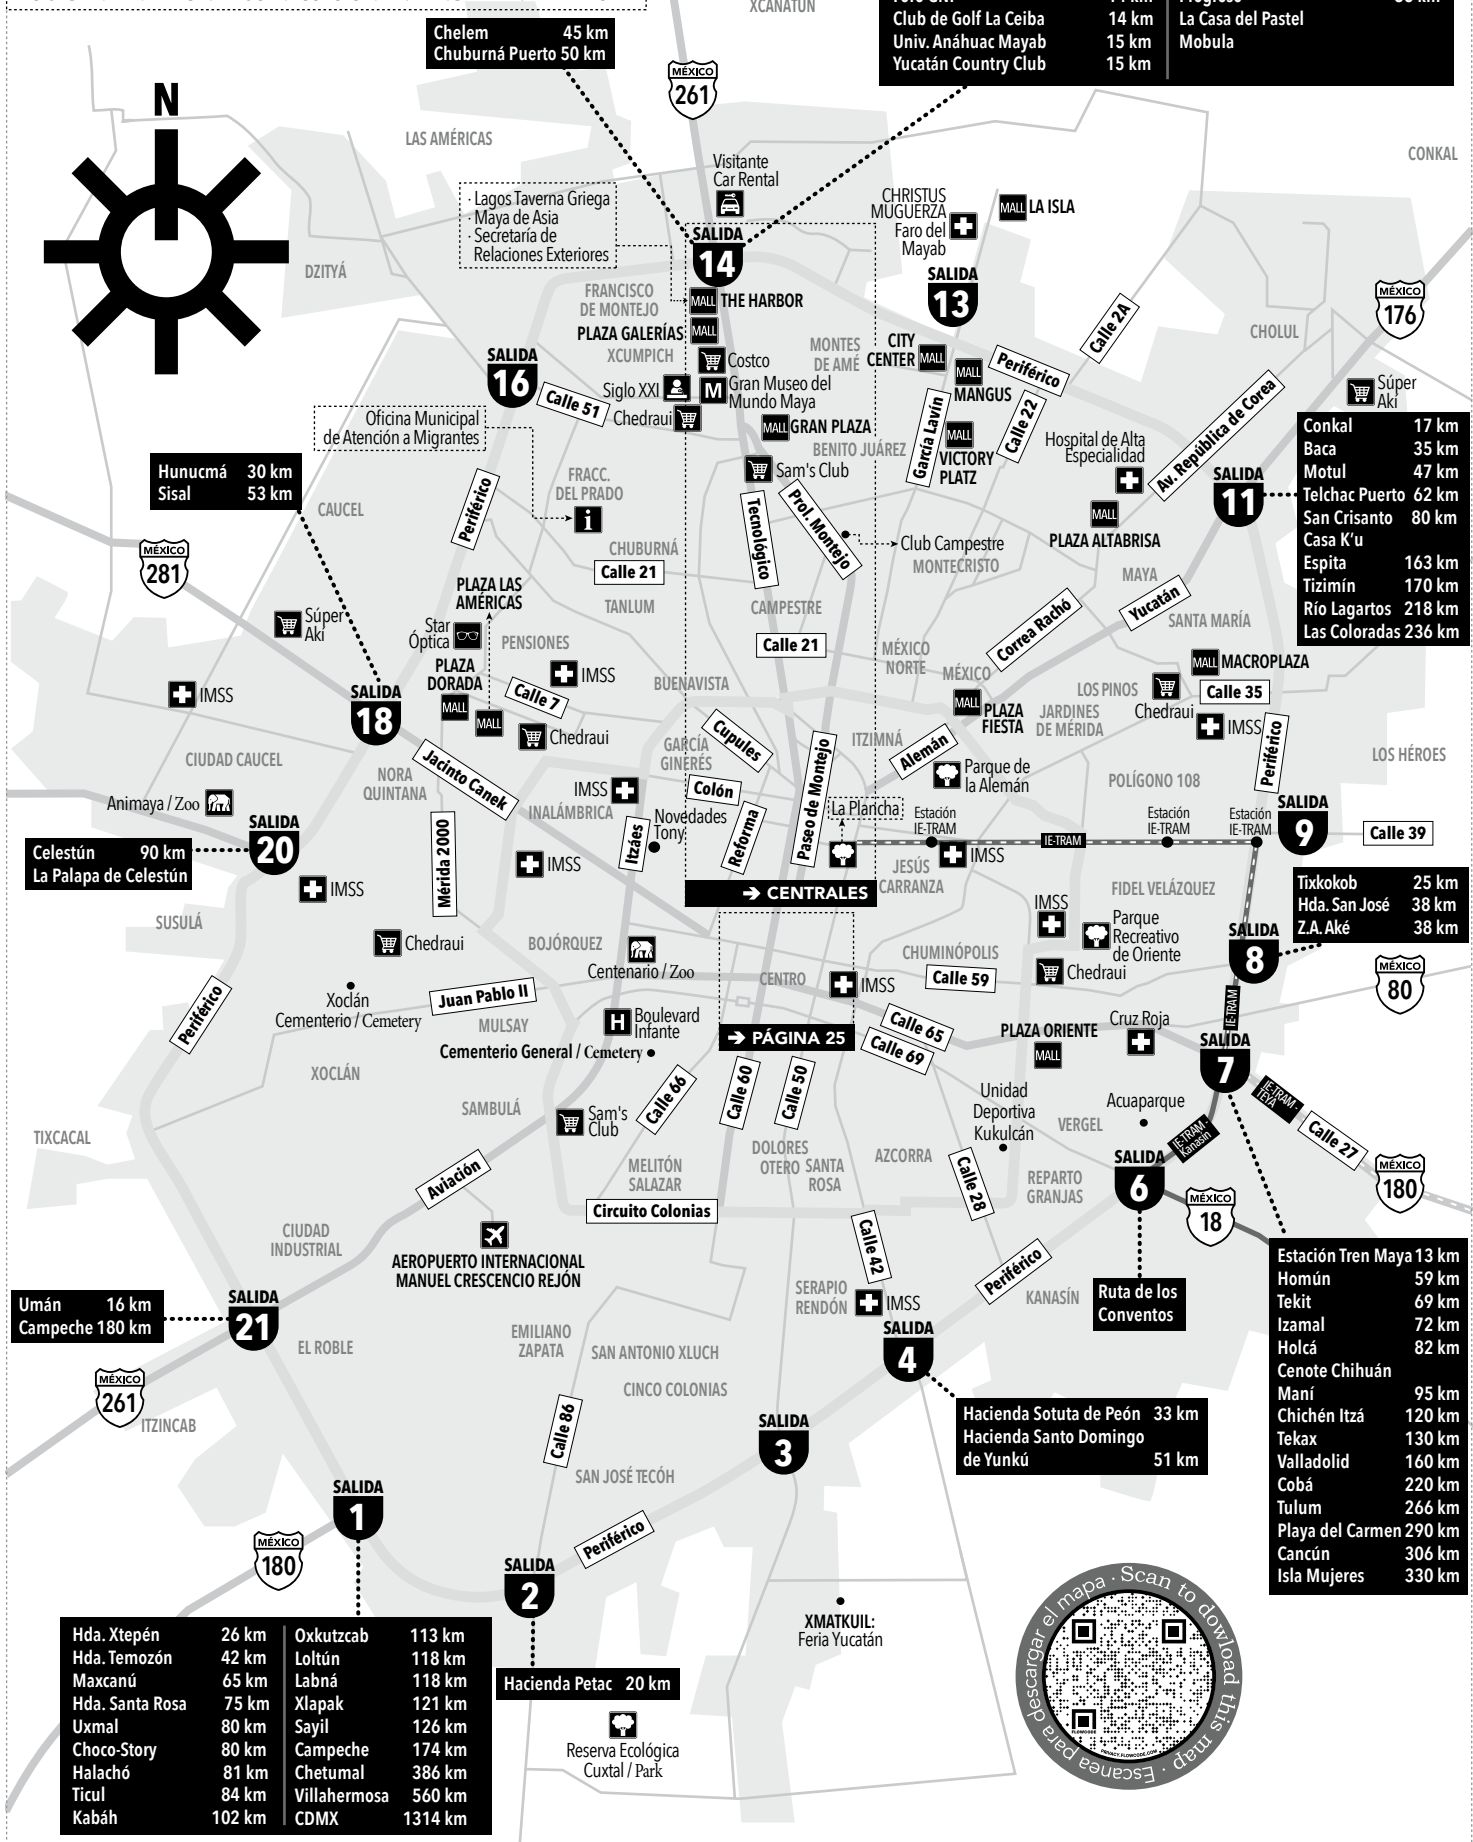 XCANATÚN
Chelem 45 km
Chuburná Puerto 50 km
Club de Golf La Ceiba 14 km
Univ. Anáhuac Mayab 15 km
Yucatán Country Club 15 km
La Casa del Pastel
Mobula
MÉXICO
261
N
LAS AMÉRICAS
CONKAL
Visitante
Car Rental
· Lagos Taverna Griega
· Maya de Asia
· Secretaría de
Relaciones Exteriores
CHRISTUS
MUGUERZA
Faro del
Mayab
MALL LA ISLA
SALIDA
14
DZITYÁ
SALIDA
13
FRANCISCO
DE MONTEJO
MALL THE HARBOR
MÉXICO
176
CHOLUL
Calle 2A
PLAZA GALERÍAS MALL
XCUMPICH
MONTES
DE AMÉ
CITY
CENTER MALL
Periférico
SALIDA
16
Costco
MALL
MANGUS
Siglo XXI
M Gran Museo del
Mundo Maya
Calle 51
Chedraui
Súper
Akí
Av. República de Corea
García Lavín
Calle 22
Oficina Municipal
de Atención a Migrantes
MALL GRAN PLAZA
BENITO JUÁREZ
MALL
VICTORY
PLATZ
Hospital de Alta
Especialidad
Conkal 17 km
Baca 35 km
Motul 47 km
Telchac Puerto 62 km
San Crisanto 80 km
Casa K'u
Espita 163 km
Tizimín 170 km
Río Lagartos 218 km
Las Coloradas 236 km
SALIDA
11
Hunucmá 30 km
Sisal 53 km
Sam's Club
FRACC.
DEL PRADO
i
CAUCEL
Periférico
Tecnológico
Prol. Montejo
MALL
PLAZA ALTABRISA
MÉXICO
281
CHUBURNÁ
Calle 21
Club Campestre
MONTECRISTO
MAYA
PLAZA LAS
AMÉRICAS
TANLUM
CAMPESTRE
Yucatán
SANTA MARÍA
Súper
Akí
Star
Óptica
PENSIONES
Calle 21
Correa Rachó
MÉXICO
NORTE
MÉXICO
PLAZA
DORADA
MALL
MALL
IMSS
BUENAVISTA
MALL MACROPLAZA
LOS PINOS
Calle 35
Chedraui
IMSS
Calle 7
SALIDA
18
MALL PLAZA
FIESTA
JARDINES
DE MÉRIDA
IMSS
Periférico
Chedraui
Cupules
GARCÍA
GINERÉS
ITZIMNÁ
Alemán
LOS HÉROES
CIUDAD CAUCEL
Jacinto Canek
NORA
QUINTANA
Paseo de Montejo
Parque de
la Alemán
POLÍGONO 108
Animaya / Zoo
IMSS
Colón
INALÁMBRICA
Novedades
Tony
La Plancha
Estación
IE-TRAM
Estación
IE-TRAM
Estación
IE-TRAM
IE-TRAM
SALIDA
9
Calle 39
SALIDA
20
Mérida 2000
Itzáes
Reforma
Celestún 90 km
La Palapa de Celestún
IMSS
IMSS
JESÚS
CARRANZA
IMSS
→ CENTRALES
FIDEL VELÁZQUEZ
Tixkokob 25 km
Hda. San José 38 km
Z.A. Aké 38 km
SUSULÁ
IMSS
Parque
Recreativo
de Oriente
Chedraui
BOJÓRQUEZ
CHUMINÓPOLIS
SALIDA
8
Centenario / Zoo
CENTRO
IMSS
Calle 59
Chedraui
MÉXICO
80
Periférico
Xoclán
Cementerio / Cemetery
Juan Pablo II
MULSAY
H Boulevard
Infante
Calle 65
Calle 69
IE-TRAM
Cruz Roja
PLAZA ORIENTE
MALL
→ PÁGINA 25
Cementerio General / Cemetery
SALIDA
7
XOCLÁN
Calle 66
Calle 60
Calle 50
Unidad
Deportiva
Kukulcán
Acuaparque
IE-TRAM -
TEYA
Calle 27
SAMBULÁ
Sam's
Club
VERGEL
IE-TRAM -
Kanasín
TIXCACAL
DOLORES
OTERO
SANTA
ROSA
AZCORRA
Calle 28
SALIDA
6
MÉXICO
180
Aviación
MELITÓN
SALAZAR
REPARTO
GRANJAS
Circuito Colonias
MÉXICO
18
CIUDAD
INDUSTRIAL
Calle 42
AEROPUERTO INTERNACIONAL
MANUEL CRESCENCIO REJÓN
Periférico
SERAPIO
RENDÓN
IMSS
KANASÍN
Ruta de los
Conventos
Estación Tren Maya 13 km
Homún 59 km
Tekit 69 km
Izamal 72 km
Holcá 82 km
Cenote Chihuán
Maní 95 km
Chichén Itzá 120 km
Tekax 130 km
Valladolid 160 km
Cobá 220 km
Tulum 266 km
Playa del Carmen 290 km
Cancún 306 km
Isla Mujeres 330 km
Umán 16 km
Campeche 180 km
SALIDA
21
EMILIANO
ZAPATA
SALIDA
4
EL ROBLE
SAN ANTONIO XLUCH
MÉXICO
261
CINCO COLONIAS
ITZINCAB
Calle 86
SALIDA
3
Hacienda Sotuta de Peón 33 km
Hacienda Santo Domingo
de Yunkú 51 km
SAN JOSÉ TECÓH
SALIDA
1
MÉXICO
180
Periférico
SALIDA
2
XMATKUIL:
Feria Yucatán
Hda. Xtepén 26 km
Hda. Temozón 42 km
Maxcanú 65 km
Hda. Santa Rosa 75 km
Uxmal 80 km
Choco-Story 80 km
Halachó 81 km
Ticul 84 km
Kabáh 102 km
Oxkutzcab 113 km
Loltún 118 km
Labná 118 km
Xlapak 121 km
Sayil 126 km
Campeche 174 km
Chetumal 386 km
Villahermosa 560 km
CDMX 1314 km
Hacienda Petac 20 km
Reserva Ecológica
Cuxtal / Park
Escanea para descargar el mapa · Scan to dowload this map ·
FLOWCODE
PRIVACY.FLOWCODE.COM